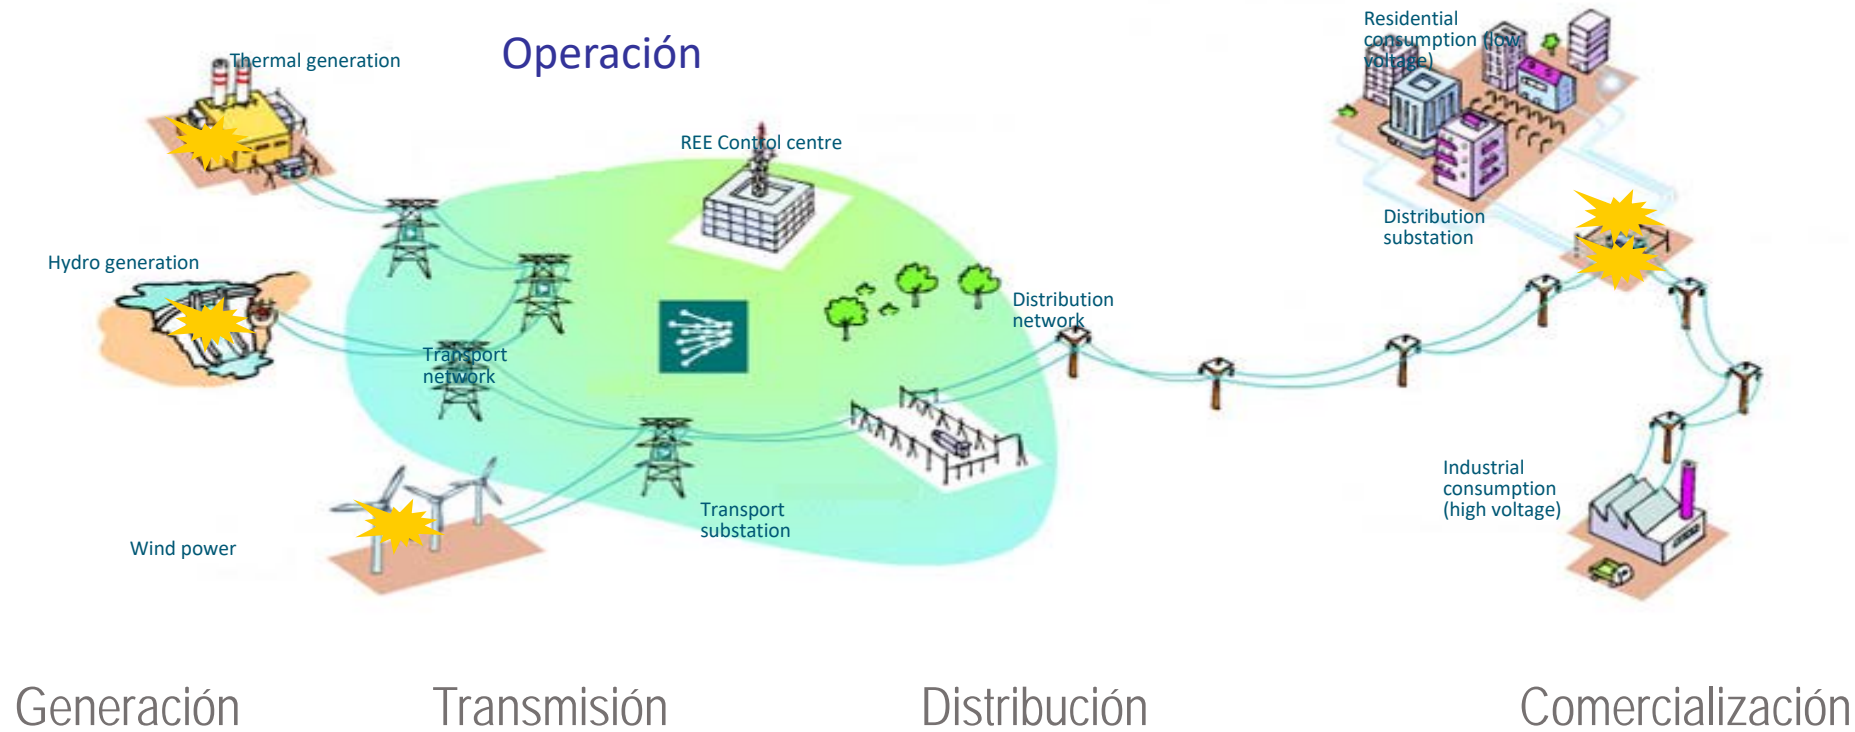 Operación
Residential
consumption (low
voltage)
Thermal generation
REE Control centre
Distribution
substation
Hydro generation
Distribution
network
Transport
network
Industrial
consumption
(high voltage)
Transport
substation
Wind power
Generación
Transmisión
Distribución
Comercialización